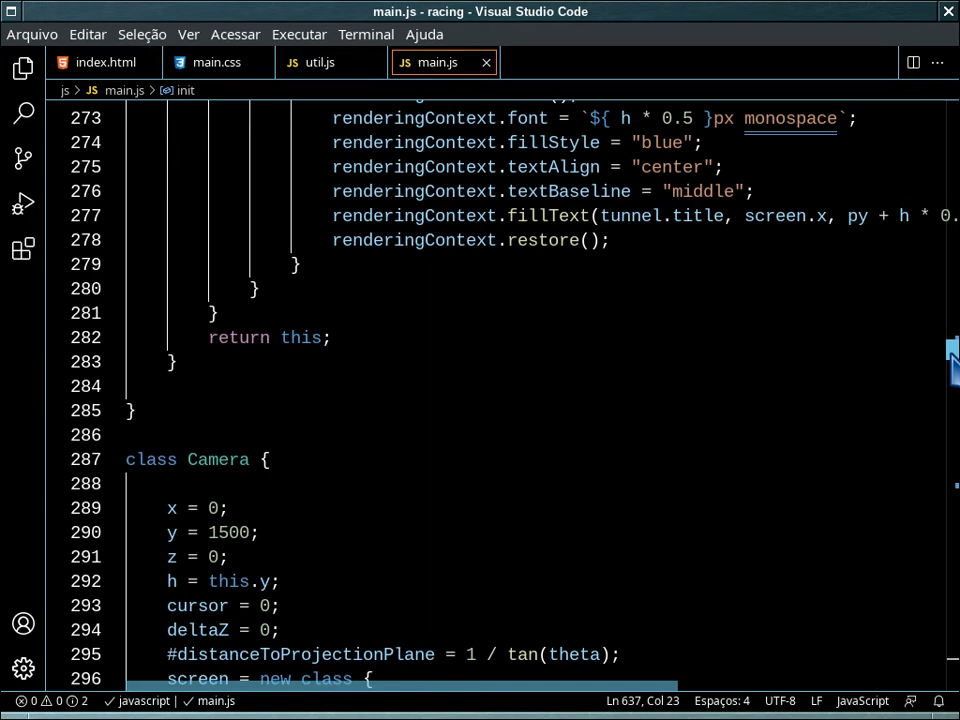 main.js - racing - Visual Studio Code
Arquivo Editar Seleção Ver Acessar Executar Terminal Ajuda
index.html main.css JS util.js JS main.js
js > JS main.js > init
273 renderingContext.font = `${ h * 0.5 }px monospace`;
274 renderingContext.fillStyle = "blue";
275 renderingContext.textAlign = "center";
276 renderingContext.textBaseline = "middle";
277 renderingContext.fillText(tunnel.title, screen.x, py + h * 0.
278 renderingContext.restore();
279 }
280 }
281 }
282 return this;
283 }
284
285 }
286
287 class Camera {
288
289 x = 0;
290 y = 1500;
291 z = 0;
292 h = this.y;
293 cursor = 0;
294 deltaZ = 0;
295 #distanceToProjectionPlane = 1 / tan(theta);
296 screen = new class {
0 0 2 javascript | main.js Ln 637, Col 23 Espaços: 4 UTF-8 LF JavaScript